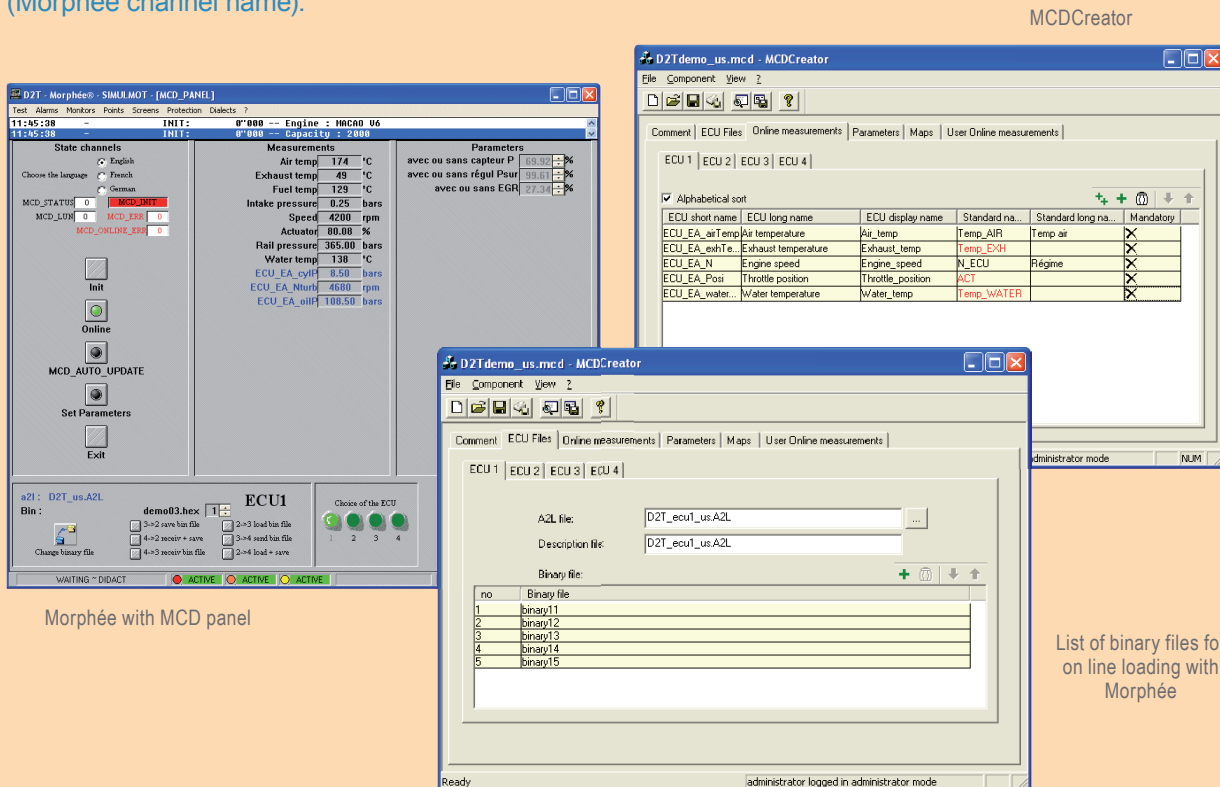 (Morphée channel name).
MCDCreator
D2T - Morphée® - SIMULMOT - [MCD_PANEL]
Test Alarms Monitors Points Screens Protection Dialects ?
11:45:38 - INIT: 0"000 -- Engine : MACAO V6
11:45:38 - INIT: 0"000 -- Capacity : 2000
State channels
English
Choose the language French
German
MCD_STATUS 0 MCD_INIT
MCD_LUN 0 MCD_ERR 0
MCD_ONLINE_ERR 0
Init
Online
MCD_AUTO_UPDATE
Set Parameters
Exit
Measurements
Air temp 174 °C
Exhaust temp 49 °C
Fuel temp 129 °C
Intake pressure 0.25 bars
Speed 4200 rpm
Actuator 80.08 %
Rail pressure 365.00 bars
Water temp 138 °C
ECU_EA_cylP 8.50 bars
ECU_EA_Nturb 4680 rpm
ECU_EA_oilP 108.50 bars
Parameters
avec ou sans capteur P 69.92 %
avec ou sans régul Psur 99.61 %
avec ou sans EGR 27.34 %
a2l : D2T_us.A2L
Bin : demo03.hex 1 ECU1
Change binary file
3->2 save bin file 2->3 load bin file
4->2 receiv + save 3->4 send bin file
4->3 receiv bin file 2->4 load + save
Choice of the ECU
1 2 3 4
WAITING ~ DIDACT ACTIVE ACTIVE ACTIVE
Morphée with MCD panel
D2Tdemo_us.mcd - MCDCreator
File Component View ?
Comment ECU Files Online measurements Parameters Maps User Online measurements
ECU 1 ECU 2 ECU 3 ECU 4
Alphabetical sort
ECU short name ECU long name ECU display name Standard na... Standard long na... Mandatory
ECU_EA_airTemp Air temperature Air_temp Temp_AIR Temp air X
ECU_EA_exhTe... Exhaust temperature Exhaust_temp Temp_EXH X
ECU_EA_N Engine speed Engine_speed N_ECU Régime X
ECU_EA_Posi Throttle position Throttle_position ACT X
ECU_EA_water... Water temperature Water_temp Temp_WATER X
dministrator mode NUM
D2Tdemo_us.mcd - MCDCreator
File Component View ?
Comment ECU Files Online measurements Parameters Maps User Online measurements
ECU 1 ECU 2 ECU 3 ECU 4
A2L file: D2T_ecu1_us.A2L ...
Description file: D2T_ecu1_us.A2L
Binary file:
no Binary file
1 binary11
2 binary12
3 binary13
4 binary14
5 binary15
Ready administrator logged in administrator mode
List of binary files fo
on line loading with
Morphée